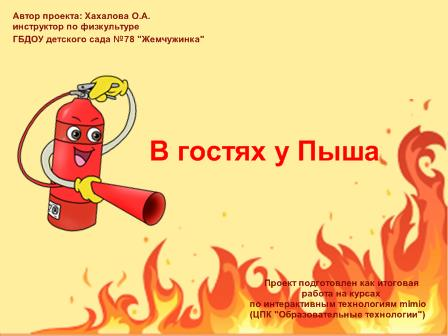 Автор проекта: Хахалова О.А.
инструктор по физкультуре
ГБДОУ детского сада №78 "Жемчужинка"
В гостях у Пыша
Проект подготовлен как итоговая
работа на курсах
по интерактивным технологиям mimio
(ЦПК "Образовательные технологии")